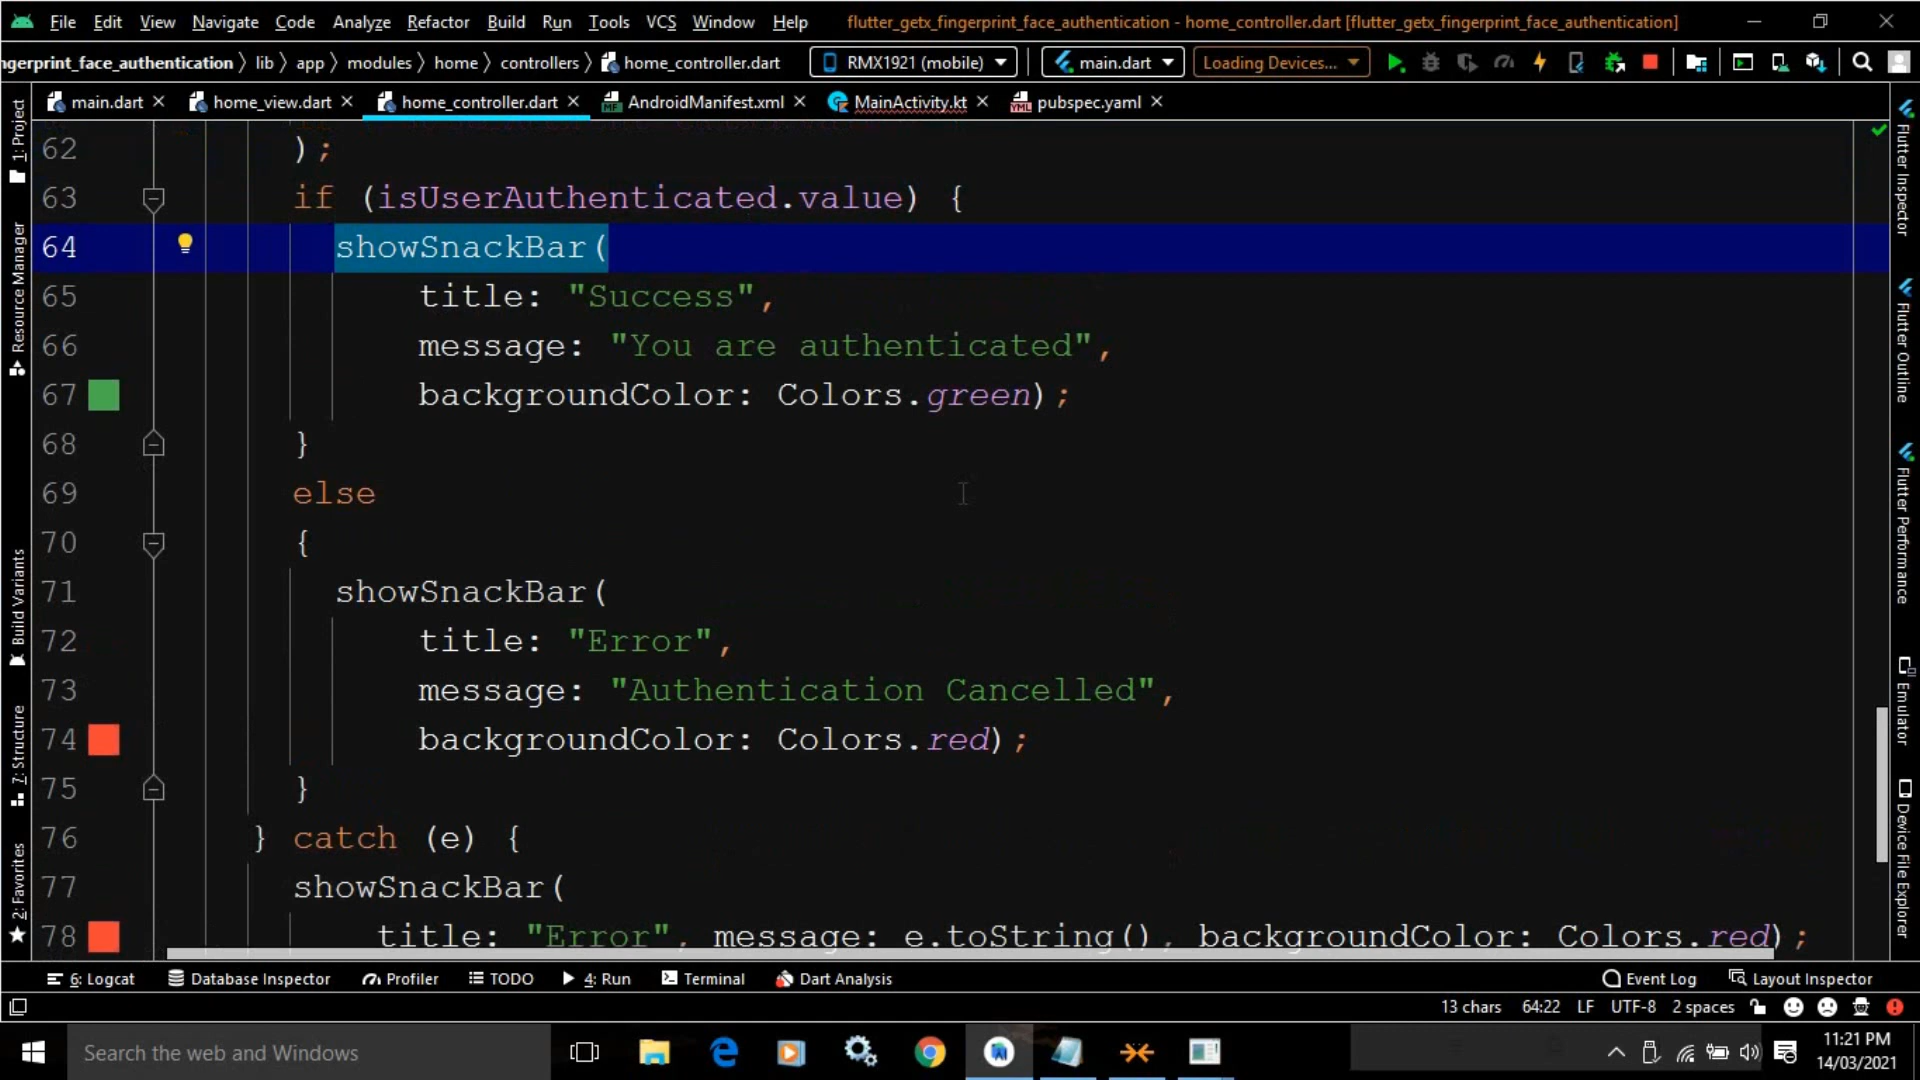 File Edit View Navigate Code Analyze Refactor Build Run Tools VCS Window Help flutter_getx_fingerprint_face_authentication - home_controller.dart [flutter_getx_fingerprint_face_authentication]
ngerprint_face_authentication lib app modules home controllers home_controller.dart RMX1921 (mobile) main.dart Loading Devices...
main.dart home_view.dart home_controller.dart AndroidManifest.xml MainActivity.kt pubspec.yaml
62 );
63 if (isUserAuthenticated.value) {
64 showSnackBar(
65 title: "Success",
66 message: "You are authenticated",
67 backgroundColor: Colors.green);
68 }
69 else
70 {
71 showSnackBar(
72 title: "Error",
73 message: "Authentication Cancelled",
74 backgroundColor: Colors.red);
75 }
76 } catch (e) {
77 showSnackBar(
78 title: "Error", message: e.toString(), backgroundColor: Colors.red);
1: Project
Resource Manager
Build Variants
7: Structure
2: Favorites
Flutter Inspector
Flutter Outline
Flutter Performance
Emulator
Device File Explorer
6: Logcat Database Inspector Profiler TODO 4: Run Terminal Dart Analysis Event Log Layout Inspector
13 chars 64:22 LF UTF-8 2 spaces
Search the web and Windows
11:21 PM
14/03/2021